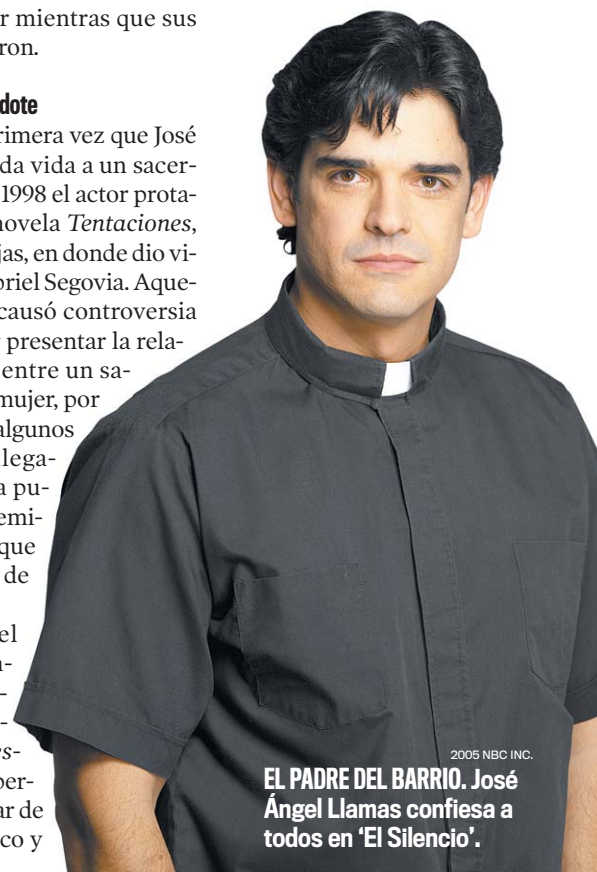 r mientras que sus
ron.
dote
rimera vez que José
da vida a un sacer-
1998 el actor prota-
novela Tentaciones,
jas, en donde dio vi-
briel Segovia. Aque-
causó controversia
presentar la rela-
entre un sa-
mujer, por
algunos
llega-
a pu-
emi-
que
de
el
n-
-
-
es-
per-
ar de
co y
2005 NBC INC.
EL PADRE DEL BARRIO. José
Ángel Llamas confiesa a
todos en ‘El Silencio’.